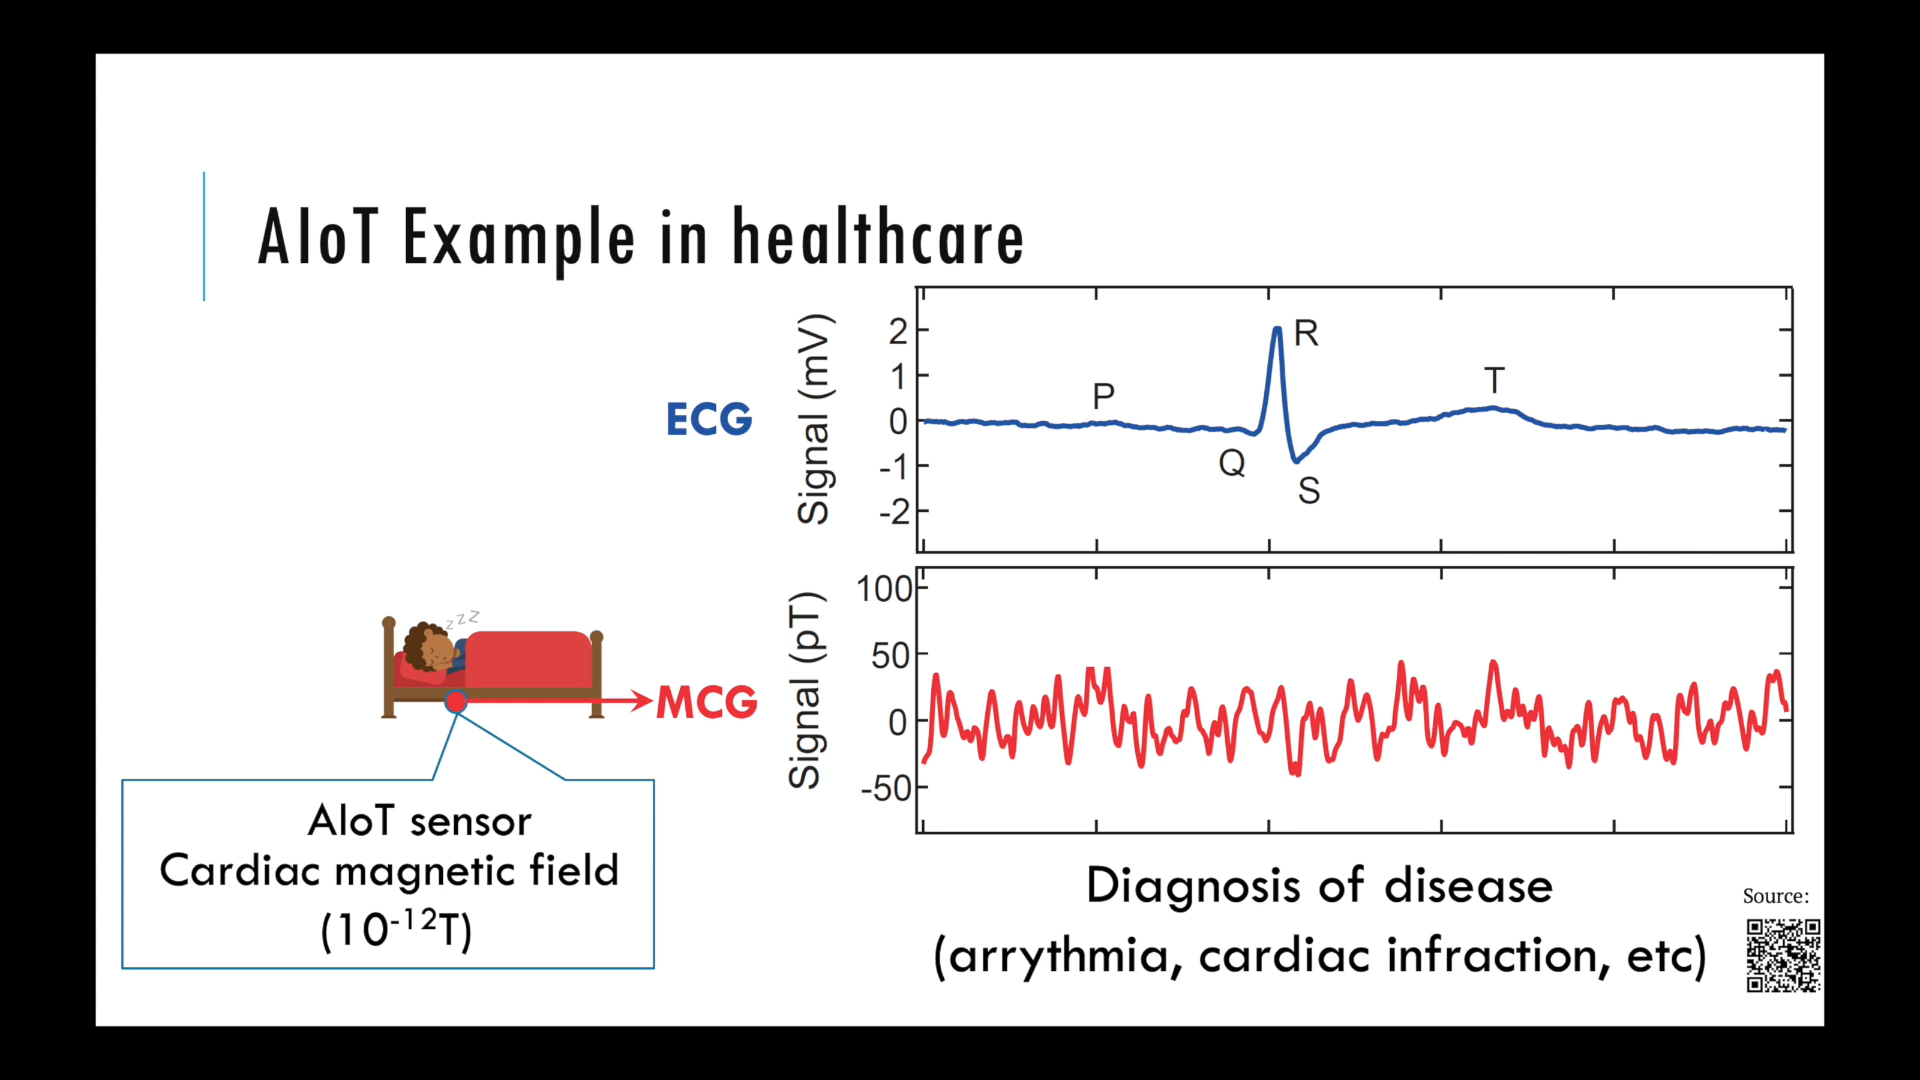 AIoT Example in healthcare
ECG
Signal (mV)
2
1
0
-1
-2
P
Q
R
S
T
zzz
MCG
Signal (pT)
100
50
0
-50
AIoT sensor
Cardiac magnetic field
(10⁻¹²T)
Diagnosis of disease
(arrythmia, cardiac infraction, etc)
Source: